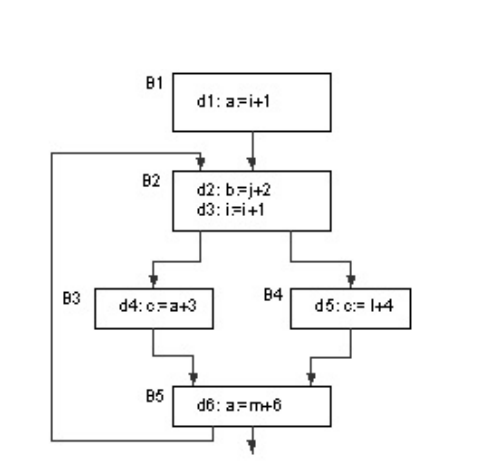 B1
d1: a:=i+1
B2
d2: b:=j+2
d3: i:=i+1
B3
d4: c:=a+3
B4
d5: c:= l+4
B5
d6: a:=m+6